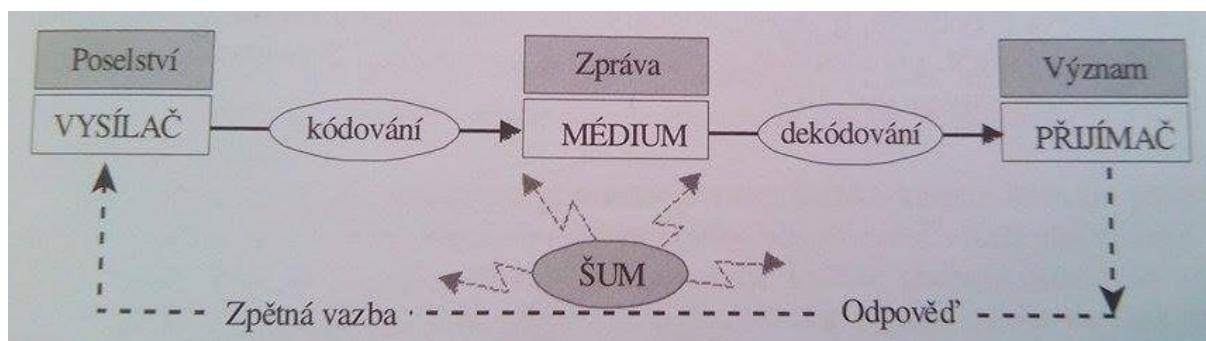 Poselství
Zpráva
Význam
VYSÍLAČ
kódování
MÉDIUM
dekódování
PŘIJÍMAČ
ŠUM
Zpětná vazba
Odpověď